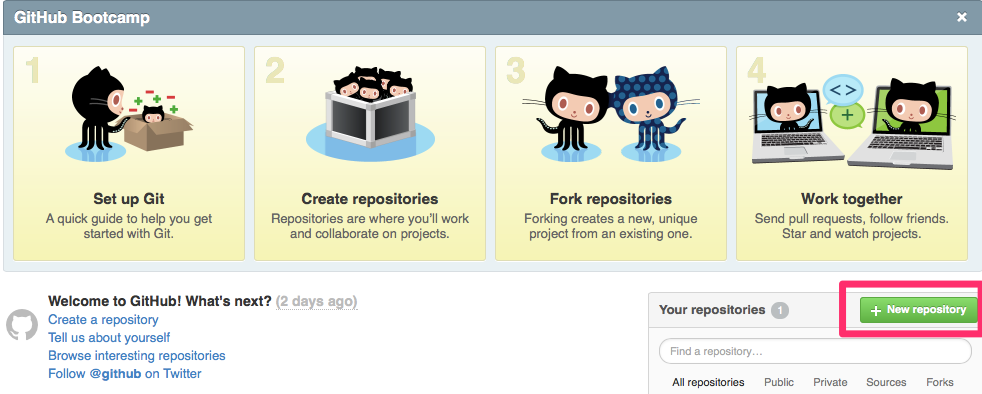 GitHub Bootcamp
×
1
Set up Git
A quick guide to help you get
started with Git.
2
Create repositories
Repositories are where you'll work
and collaborate on projects.
3
Fork repositories
Forking creates a new, unique
project from an existing one.
4
<>
+
Work together
Send pull requests, follow friends.
Star and watch projects.
Welcome to GitHub! What's next? (2 days ago)
Create a repository
Tell us about yourself
Browse interesting repositories
Follow @github on Twitter
Your repositories 1
+ New repository
Find a repository…
All repositories Public Private Sources Forks